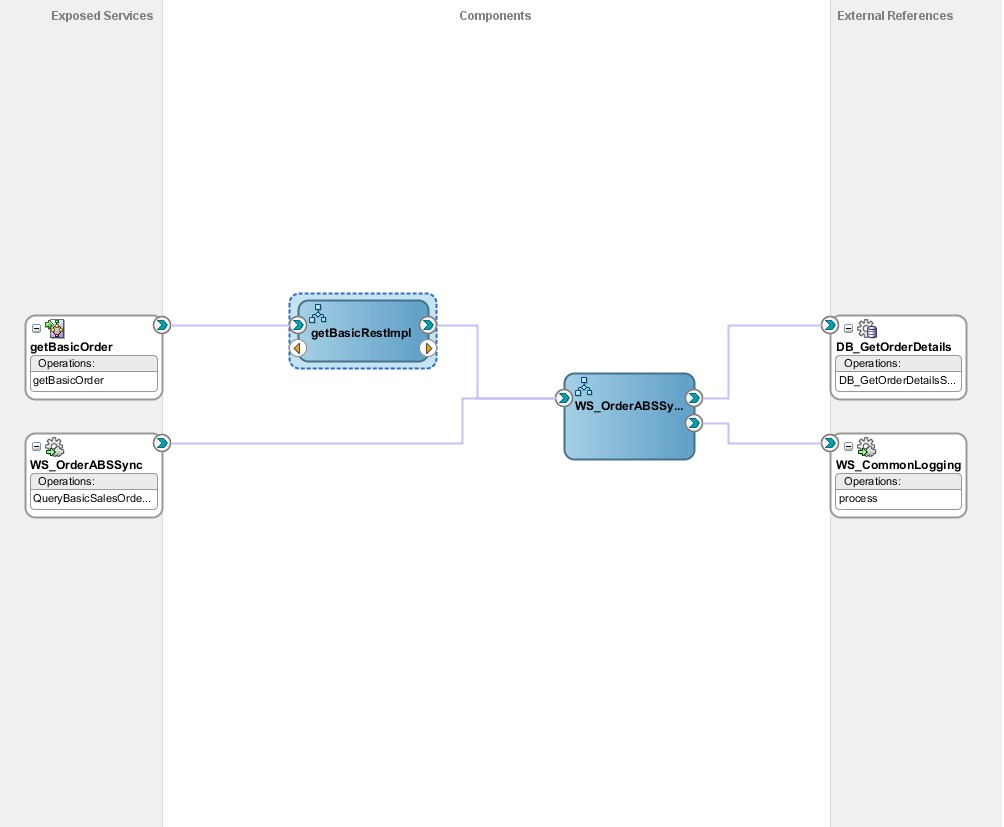 Exposed Services
Components
External References
getBasicOrder
Operations:
getBasicOrder
WS_OrderABSSync
Operations:
QueryBasicSalesOrde...
getBasicRestImpl
WS_OrderABSSy...
DB_GetOrderDetails
Operations:
DB_GetOrderDetailsS...
WS_CommonLogging
Operations:
process